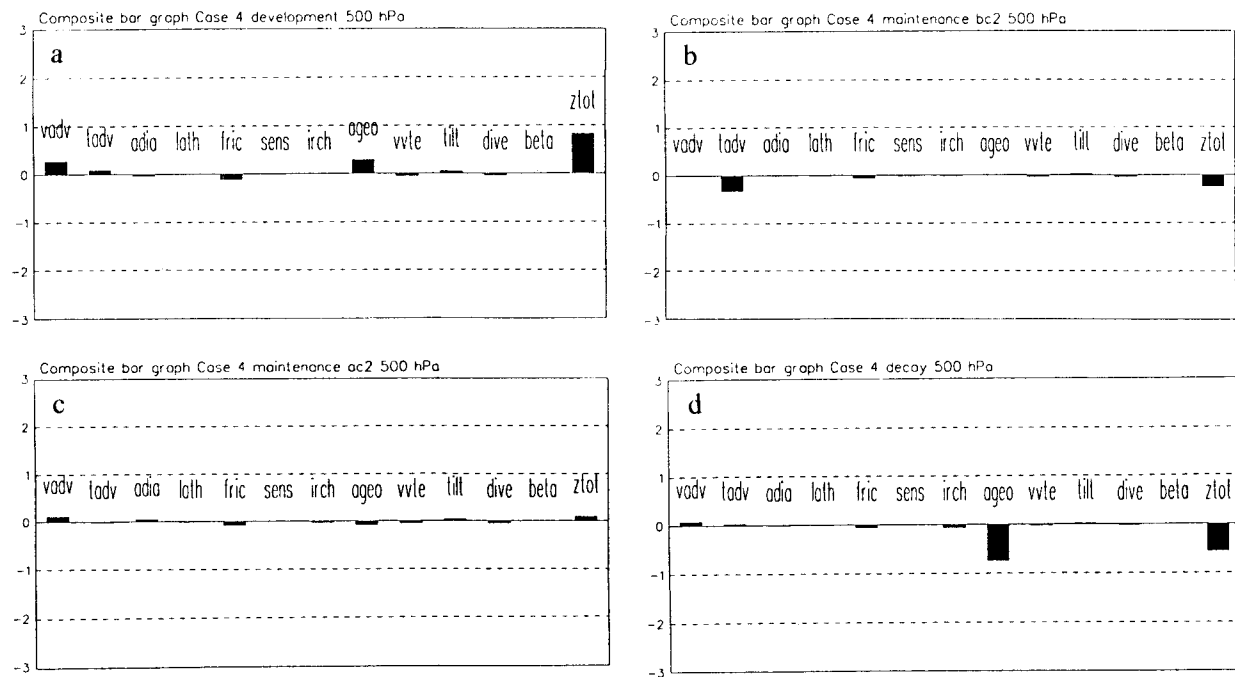 Composite bar graph Case 4 development 500 hPa
a
3
2
1
0
-1
-2
-3
vadv tadv adia lath fric sens irch ageo vvte tilt dive beta ztot
Composite bar graph Case 4 maintenance bc2 500 hPa
b
3
2
1
0
-1
-2
-3
vadv tadv adia lath fric sens irch ageo vvte tilt dive beta ztot
Composite bar graph Case 4 maintenance ac2 500 hPa
c
3
2
1
0
-1
-2
-3
vadv tadv adia lath fric sens irch ageo vvte tilt dive beta ztot
Composite bar graph Case 4 decay 500 hPa
d
3
2
1
0
-1
-2
-3
vadv tadv adia lath fric sens irch ageo vvte tilt dive beta ztot